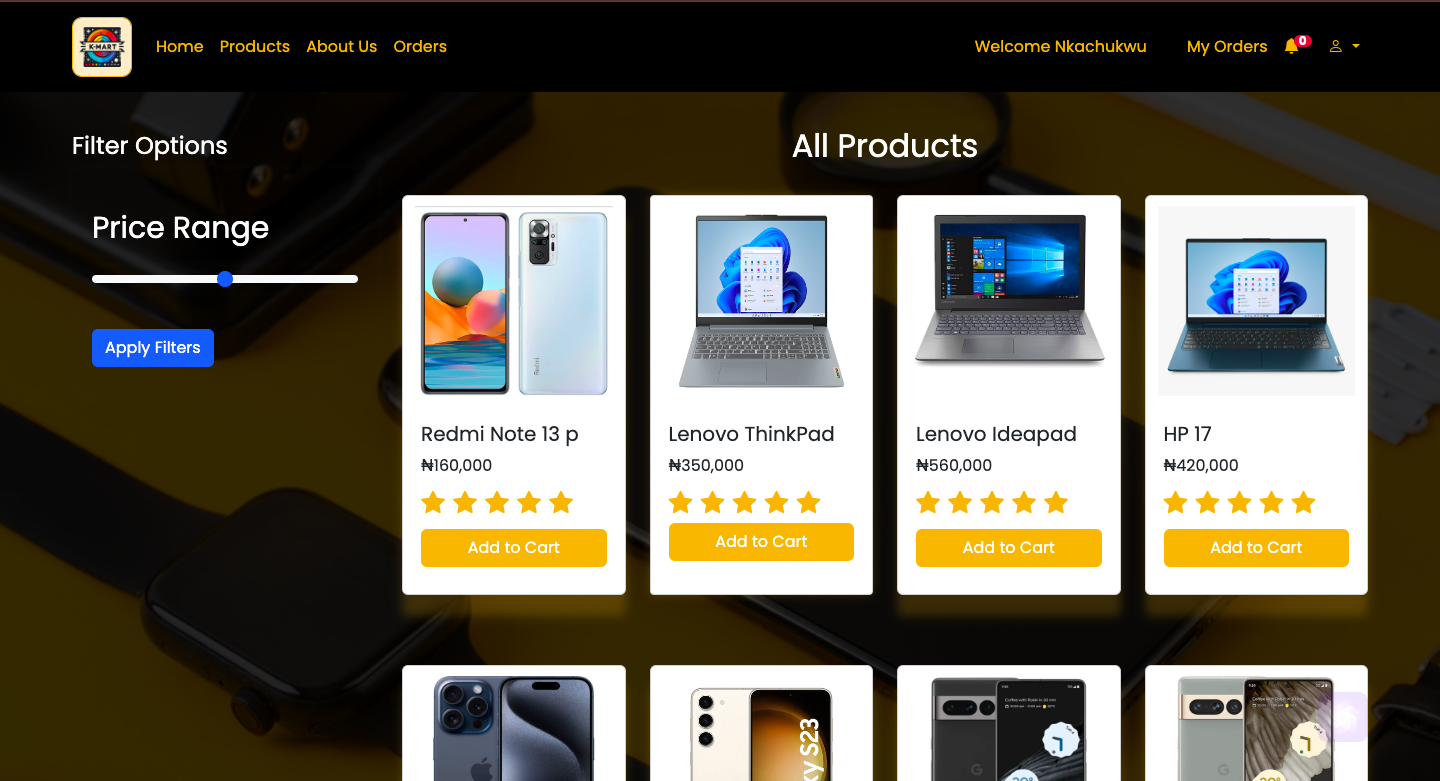 K-MART
Home Products About Us Orders
Welcome Nkachukwu My Orders 0
Filter Options
All Products
Price Range
Apply Filters
Redmi
Redmi Note 13 p
₦160,000
Add to Cart
Lenovo ThinkPad
₦350,000
Add to Cart
Lenovo Ideapad
₦560,000
Add to Cart
HP 17
₦420,000
Add to Cart
ky S23